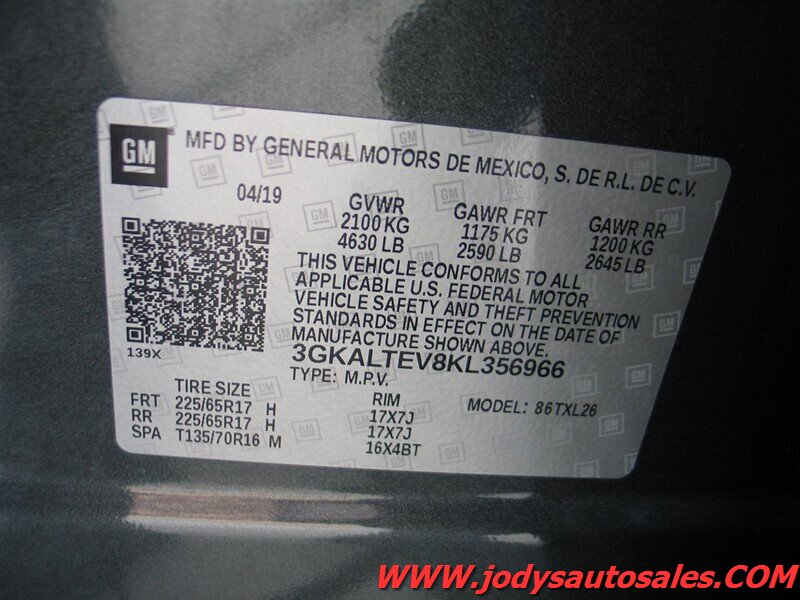 GM
MFD BY GENERAL MOTORS DE MEXICO, S. DE R.L. DE C.V.
04/19
GVWR GAWR FRT GAWR RR
2100 KG 1175 KG 1200 KG
4630 LB 2590 LB 2645 LB
THIS VEHICLE CONFORMS TO ALL
APPLICABLE U.S. FEDERAL MOTOR
VEHICLE SAFETY AND THEFT PREVENTION
STANDARDS IN EFFECT ON THE DATE OF
MANUFACTURE SHOWN ABOVE.
139X
3GKALTEV8KL356966
TYPE: M.P.V.
MODEL: 86TXL26
TIRE SIZE RIM
FRT 225/65R17 H 17X7J
RR 225/65R17 H 17X7J
SPA T135/70R16 M 16X4BT
WWW.jodysautosales.COM